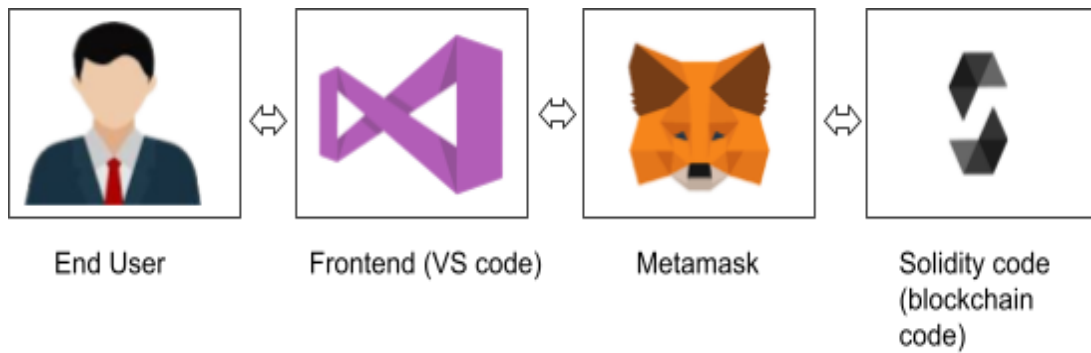 End User
Frontend (VS code)
Metamask
Solidity code
(blockchain
code)